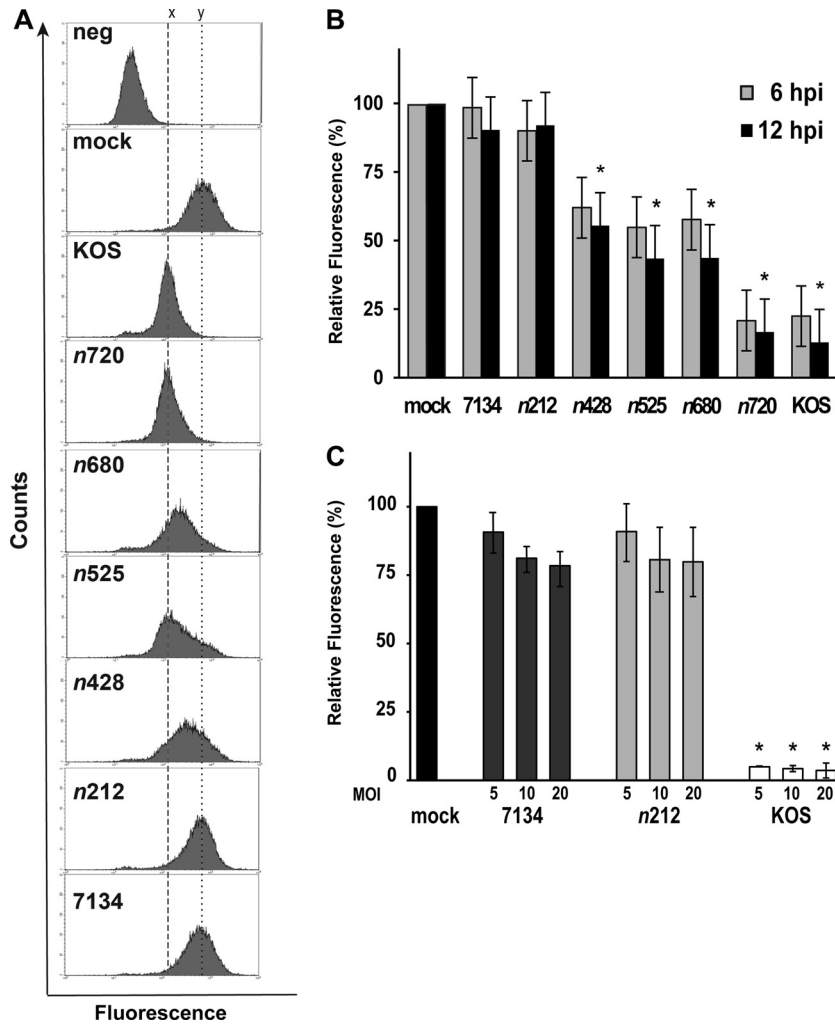 A
x y
neg
mock
KOS
n720
n680
n525
n428
n212
7134
Counts
Fluorescence
B
Relative Fluorescence (%)
100
75
50
25
0
6 hpi
12 hpi
* * * * *
mock 7134 n212 n428 n525 n680 n720 KOS
C
Relative Fluorescence (%)
100
75
50
25
0
* * *
MOI 5 10 20 5 10 20 5 10 20
mock 7134 n212 KOS